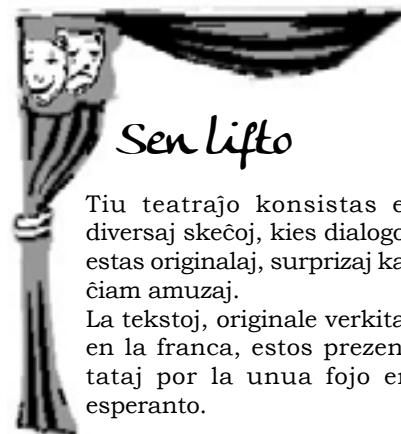 Sen lifto
Tiu teatraĵo konsistas e
diversaj skeĉoj, kies dialogo
estas originalaj, surprizaj ka
ĉiam amuzaj.
La tekstoj, originale verkita
en la franca, estos prezen
tataj por la unua fojo en
esperanto.